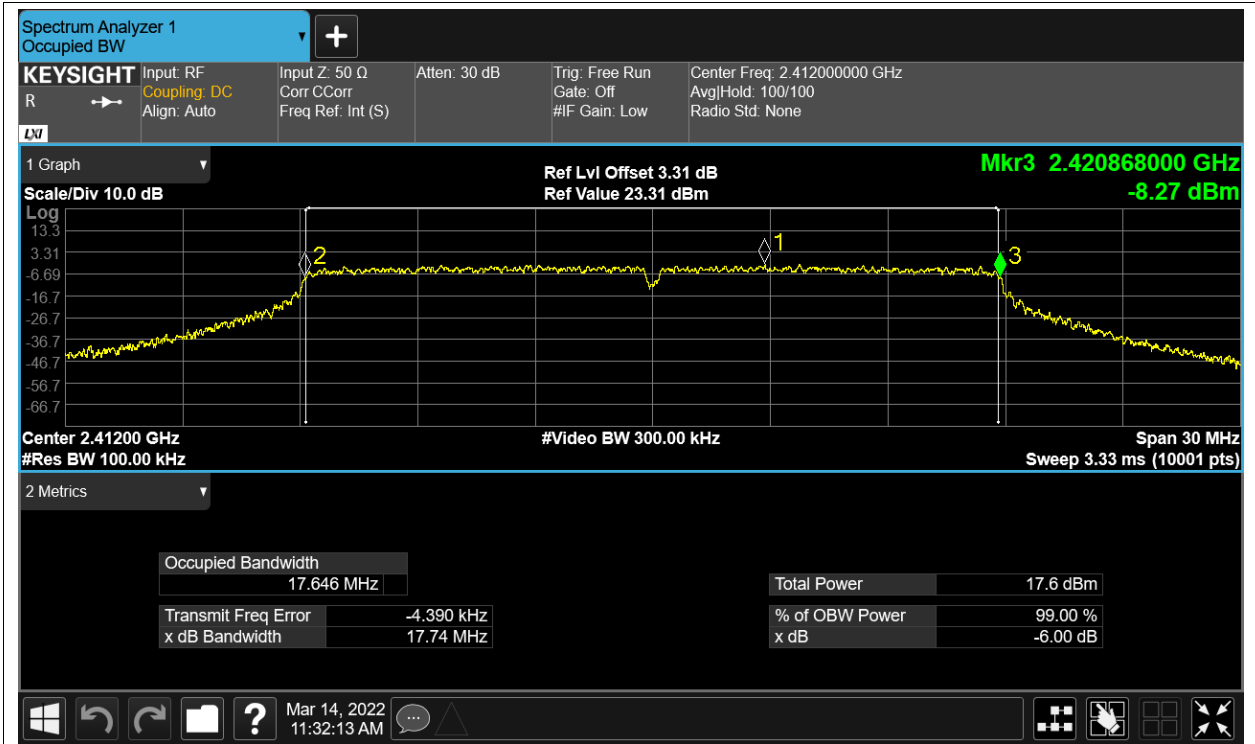 Spectrum Analyzer 1
Occupied BW
KEYSIGHT
R
LXI
Input: RF
Coupling: DC
Align: Auto
Input Z: 50 Ω
Corr CCorr
Freq Ref: Int (S)
Atten: 30 dB
Trig: Free Run
Gate: Off
#IF Gain: Low
Center Freq: 2.412000000 GHz
Avg|Hold: 100/100
Radio Std: None
1 Graph
Scale/Div 10.0 dB
Ref Lvl Offset 3.31 dB
Ref Value 23.31 dBm
Mkr3 2.420868000 GHz
-8.27 dBm
Log
13.3
3.31
-6.69
-16.7
-26.7
-36.7
-46.7
-56.7
-66.7
2
1
3
Center 2.41200 GHz
#Res BW 100.00 kHz
#Video BW 300.00 kHz
Span 30 MHz
Sweep 3.33 ms (10001 pts)
2 Metrics
Occupied Bandwidth
17.646 MHz
Transmit Freq Error -4.390 kHz
x dB Bandwidth 17.74 MHz
Total Power 17.6 dBm
% of OBW Power 99.00 %
x dB -6.00 dB
?
Mar 14, 2022
11:32:13 AM